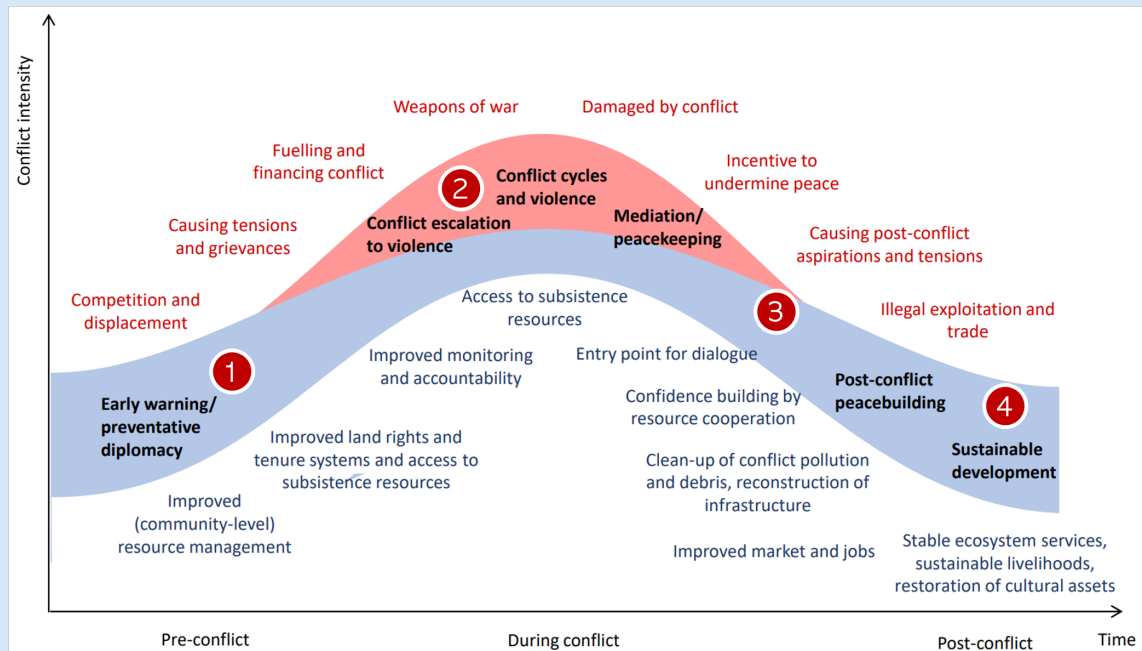 Conflict intensity
Weapons of war
Damaged by conflict
Fuelling and
financing conflict
Incentive to
undermine peace
2
Conflict cycles
and violence
Conflict escalation
to violence
Mediation/
peacekeeping
Causing tensions
and grievances
Causing post-conflict
aspirations and tensions
Competition and
displacement
Access to subsistence
resources
3
Illegal exploitation and
trade
1
Improved monitoring
and accountability
Entry point for dialogue
Early warning/
preventative
diplomacy
Confidence building by
resource cooperation
Post-conflict
peacebuilding
4
Improved land rights and
tenure systems and access to
subsistence resources
Clean-up of conflict pollution
and debris, reconstruction of
infrastructure
Sustainable
development
Improved
(community-level)
resource management
Improved market and jobs
Stable ecosystem services,
sustainable livelihoods,
restoration of cultural assets
Pre-conflict
During conflict
Post-conflict
Time